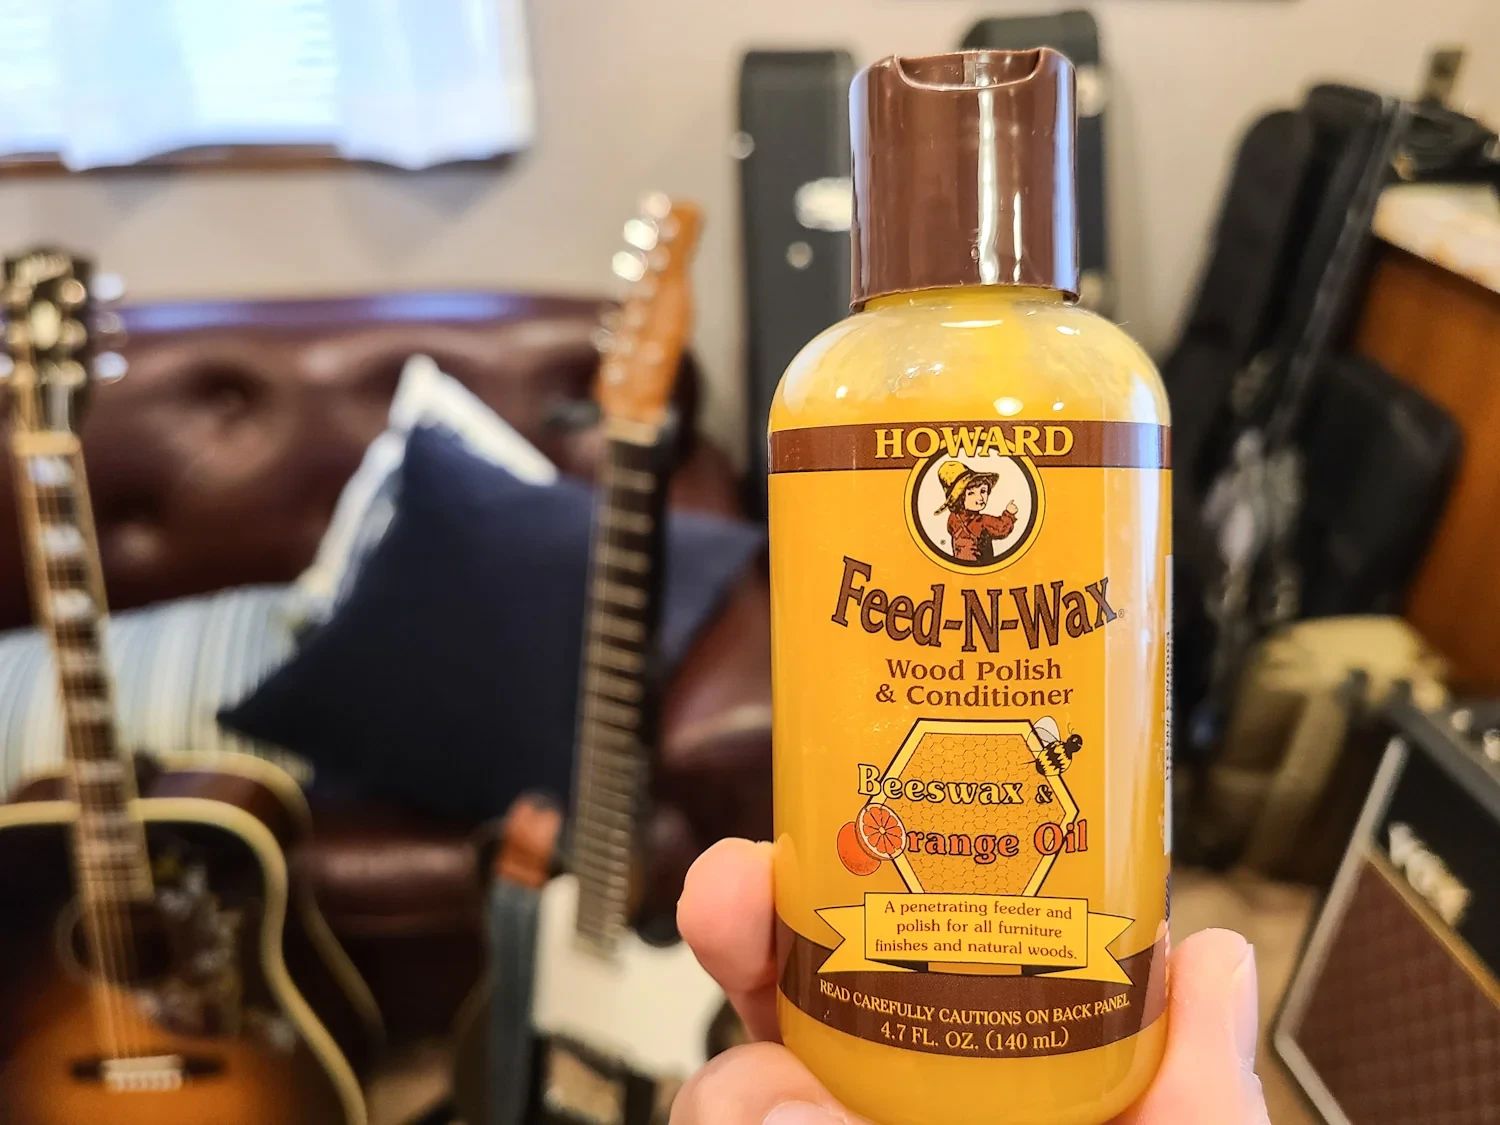 HOWARD
Feed-N-Wax®
Wood Polish
& Conditioner
Beeswax &
Orange Oil
A penetrating feeder and
polish for all furniture
finishes and natural woods.
READ CAREFULLY CAUTIONS ON BACK PANEL
4.7 FL. OZ. (140 mL)
VOX